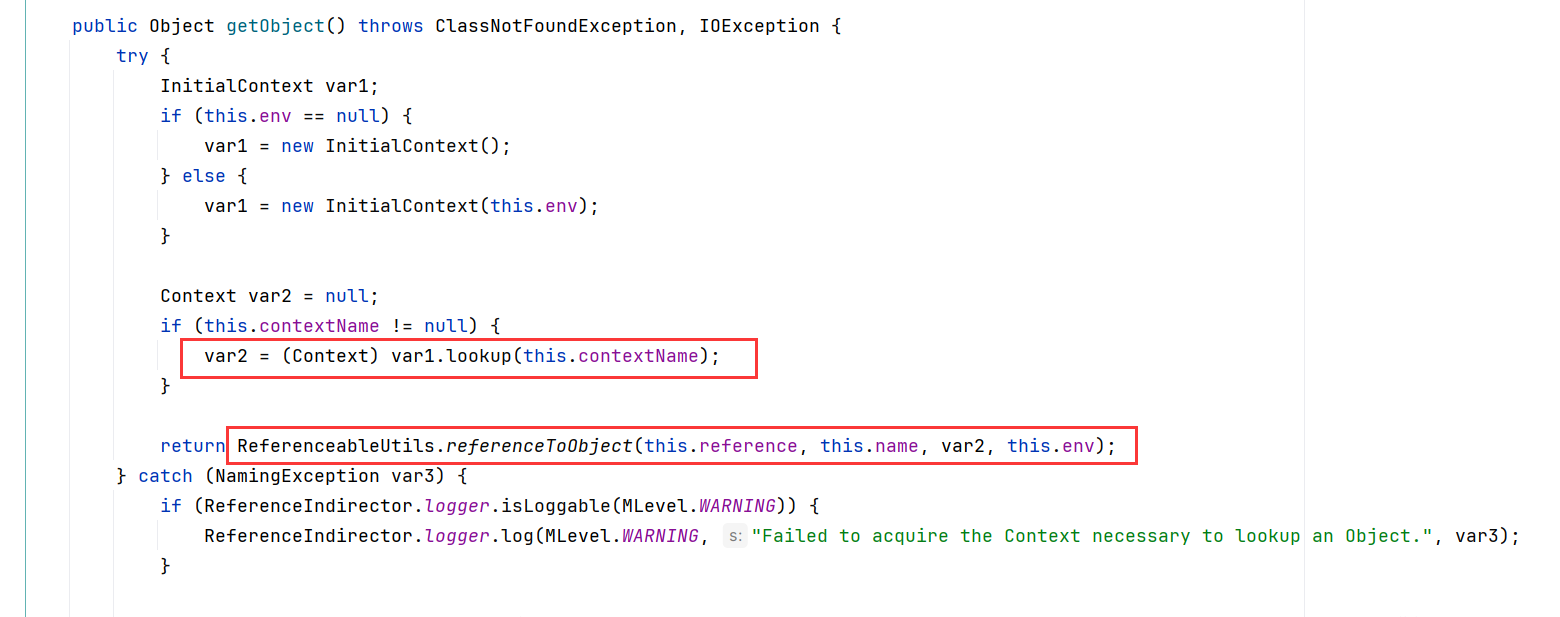 public Object getObject() throws ClassNotFoundException, IOException {
try {
InitialContext var1;
if (this.env == null) {
var1 = new InitialContext();
} else {
var1 = new InitialContext(this.env);
}
Context var2 = null;
if (this.contextName != null) {
var2 = (Context) var1.lookup(this.contextName);
}
return ReferenceableUtils.referenceToObject(this.reference, this.name, var2, this.env);
} catch (NamingException var3) {
if (ReferenceIndirector.logger.isLoggable(MLevel.WARNING)) {
ReferenceIndirector.logger.log(MLevel.WARNING, s: "Failed to acquire the Context necessary to lookup an Object.", var3);
}